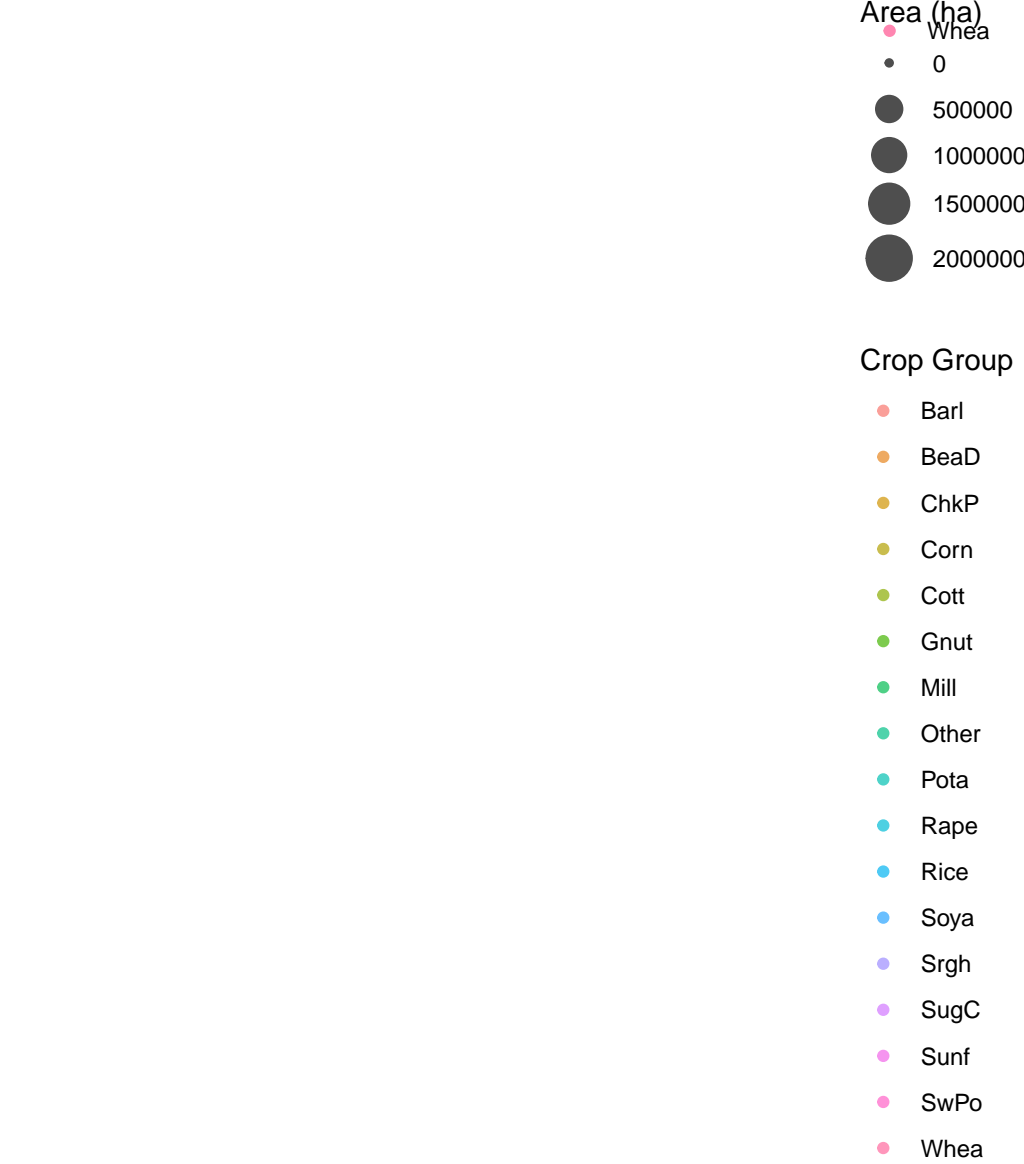 Area (ha)
Whea
0
500000
1000000
1500000
2000000
Crop Group
Barl
BeaD
ChkP
Corn
Cott
Gnut
Mill
Other
Pota
Rape
Rice
Soya
Srgh
SugC
Sunf
SwPo
Whea